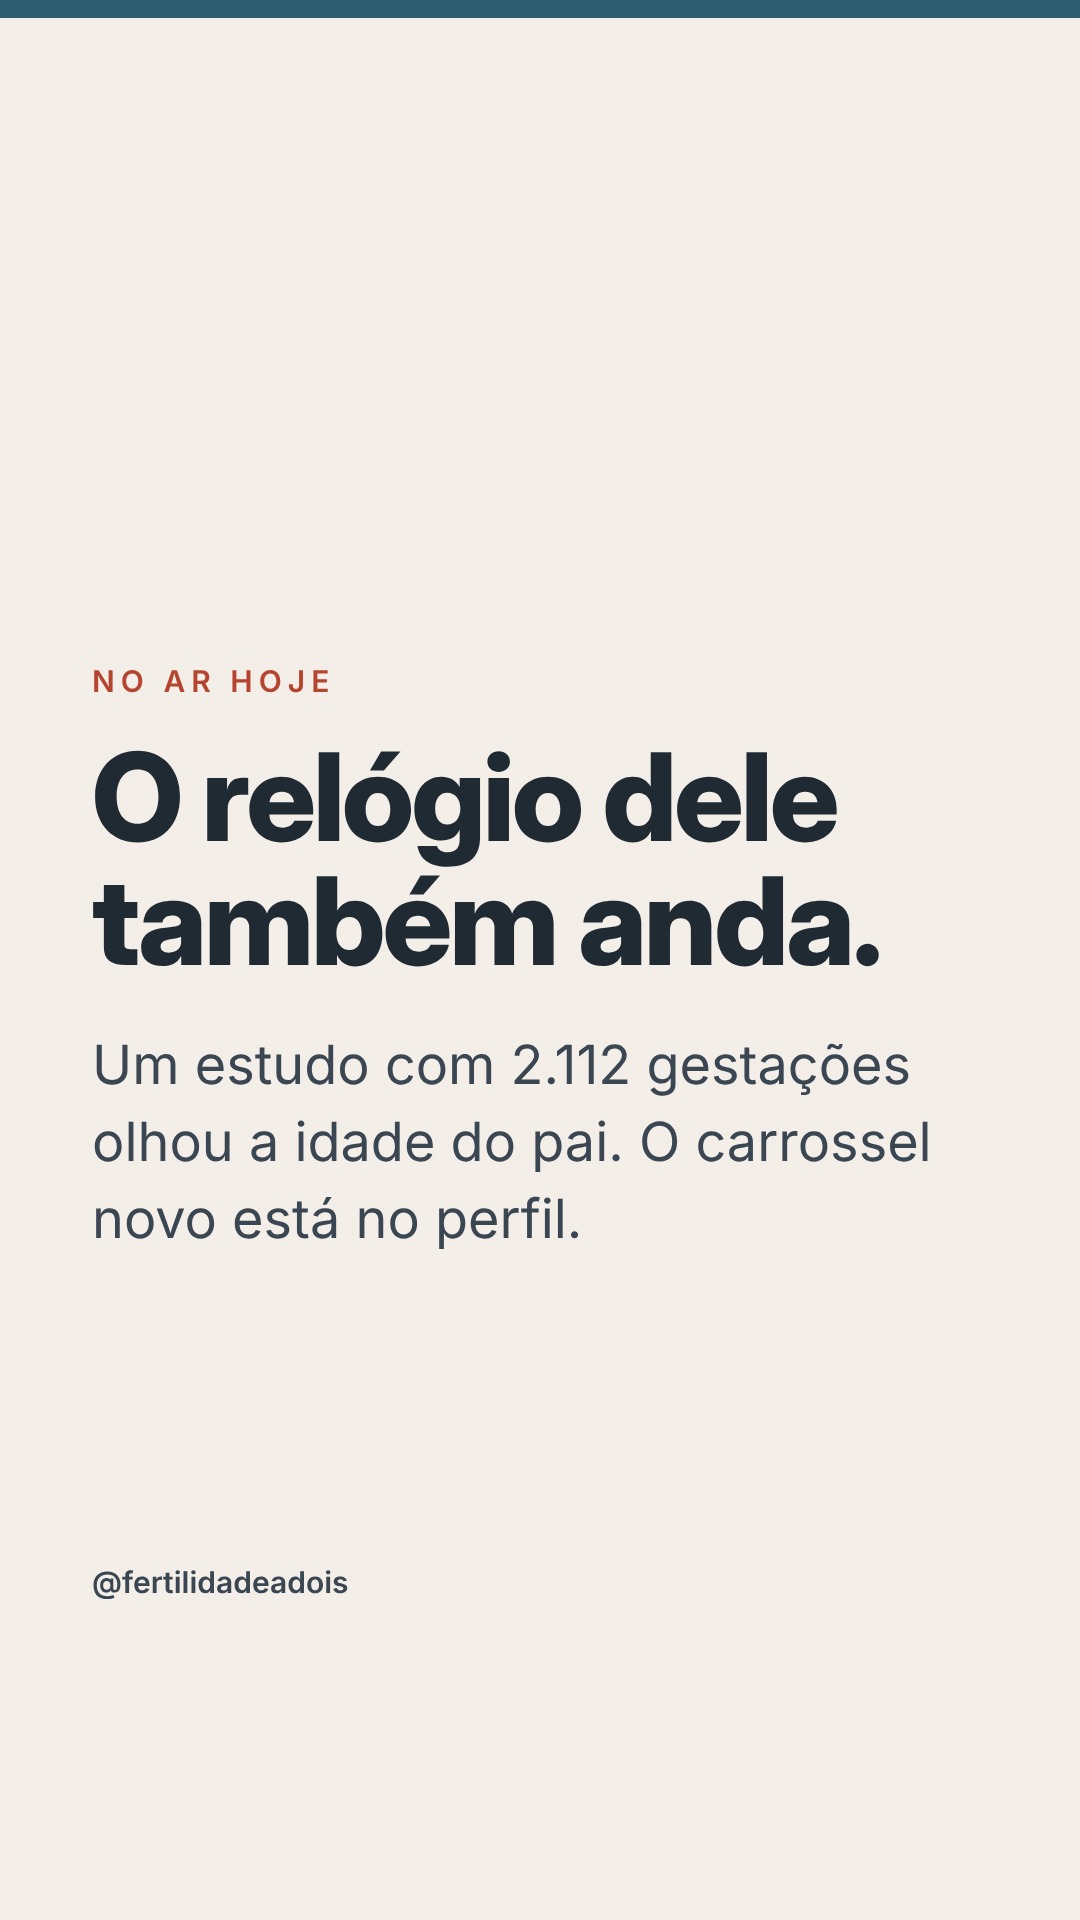 NO AR HOJE
O relógio dele
também anda.
Um estudo com 2.112 gestações
olhou a idade do pai. O carrossel
novo está no perfil.
@fertilidadeadois